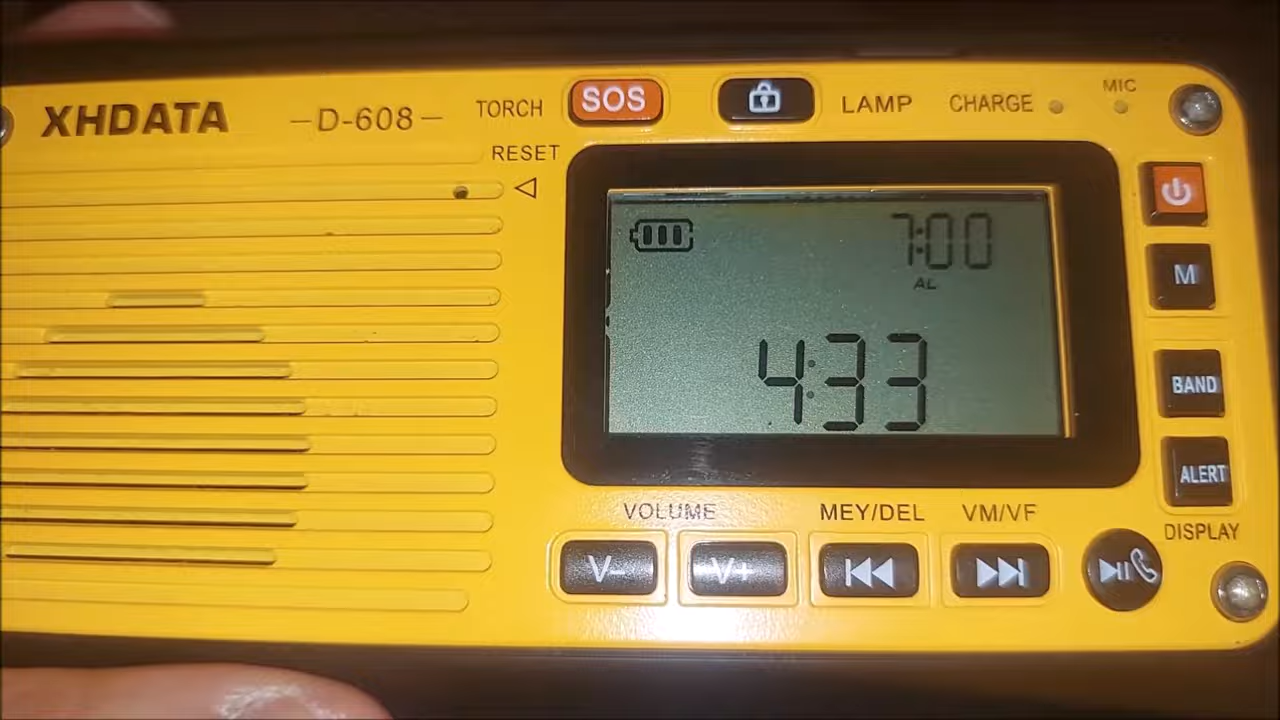 XHDATA
-D-608-
TORCH
SOS
LAMP
CHARGE
MIC
RESET
7:00
AL
4:33
M
BAND
ALERT
DISPLAY
VOLUME
MEY/DEL
VM/VF
V-
V+